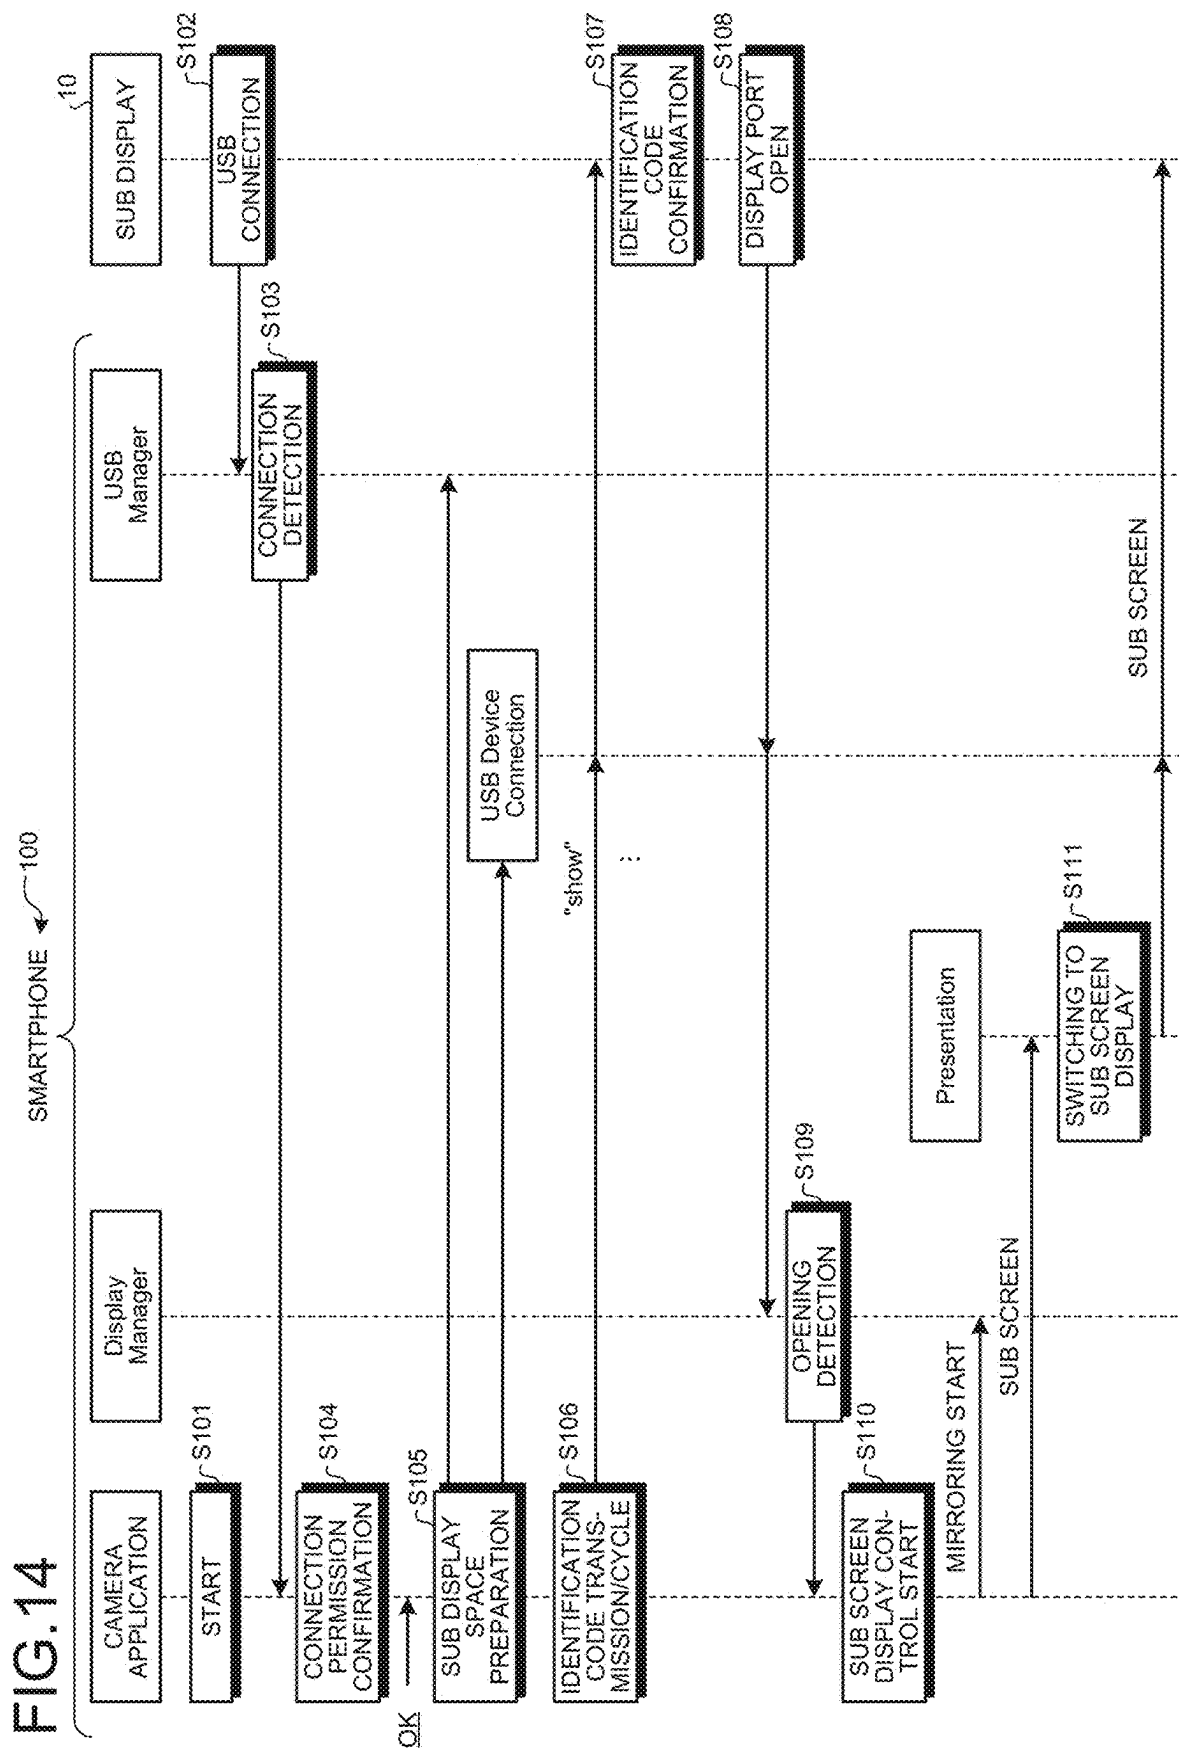 FIG.14
SMARTPHONE 100
CAMERA
APPLICATION
Display
Manager
USB
Manager
10
SUB DISPLAY
START
S101
USB
CONNECTION
S102
CONNECTION
DETECTION
S103
CONNECTION
PERMISSION
CONFIRMATION
S104
OK
SUB DISPLAY
SPACE
PREPARATION
S105
USB Device
Connection
IDENTIFICATION
CODE TRANS-
MISSION/CYCLE
S106
"show"
...
IDENTIFICATION
CODE
CONFIRMATION
S107
DISPLAY PORT
OPEN
S108
OPENING
DETECTION
S109
SUB SCREEN
DISPLAY CON-
TROL START
S110
Presentation
MIRRORING START
SUB SCREEN
SWITCHING TO
SUB SCREEN
DISPLAY
S111
SUB SCREEN